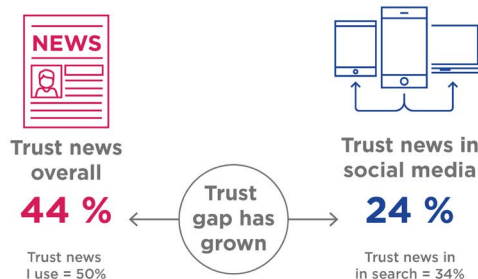 NEWS
Trust news
overall
44 %
Trust news
I use = 50%
Trust
gap has
grown
Trust news in
social media
24 %
Trust news in
in search = 34%